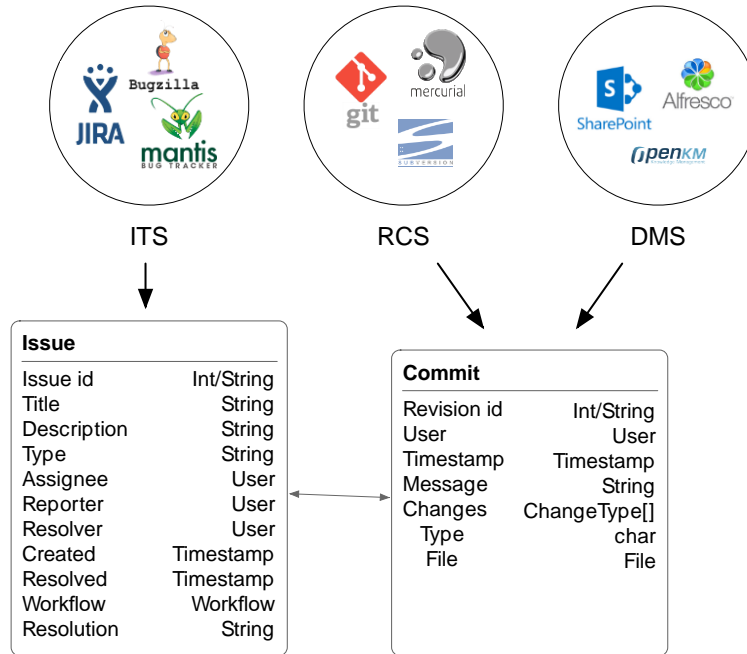 Bugzilla
JIRA
mantis
BUG TRACKER
git
mercurial
SUBVERSION
S
SharePoint
Alfresco
OpenKM
Knowledge Management
ITS
RCS
DMS
Issue
Issue id Int/String
Title String
Description String
Type String
Assignee User
Reporter User
Resolver User
Created Timestamp
Resolved Timestamp
Workflow Workflow
Resolution String
Commit
Revision id Int/String
User User
Timestamp Timestamp
Message String
Changes ChangeType[]
Type char
File File